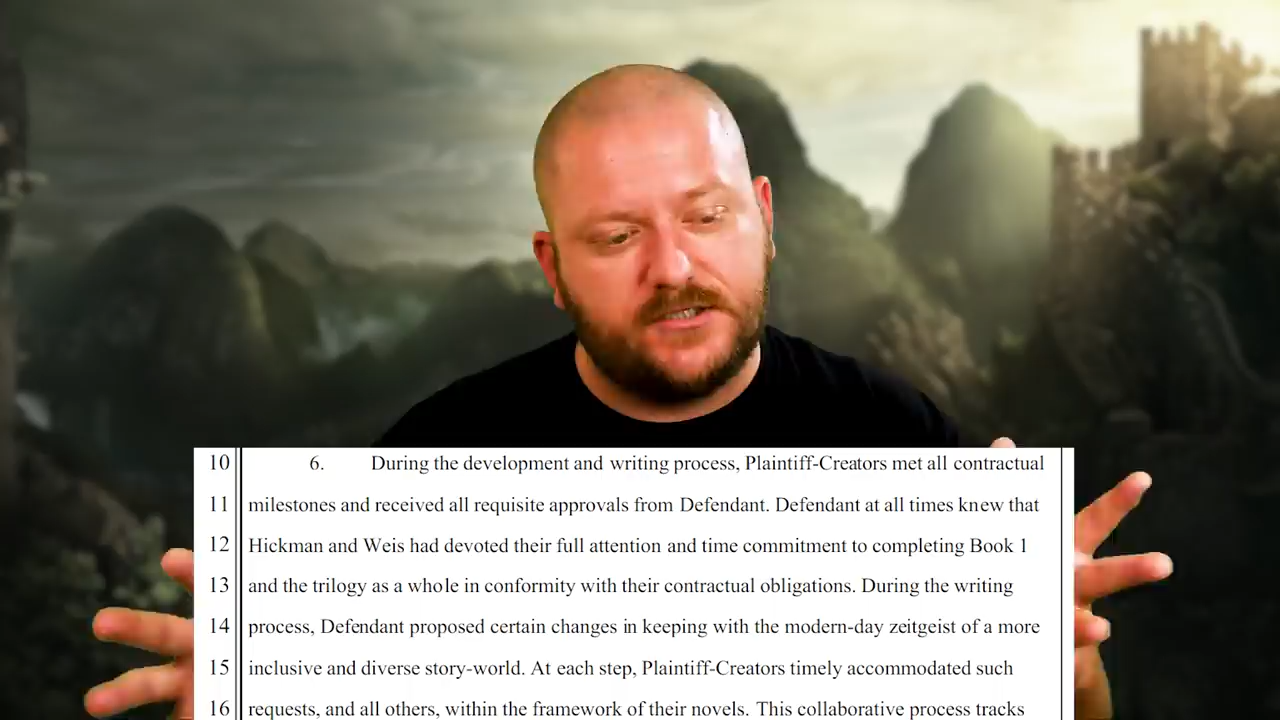 10 6. During the development and writing process, Plaintiff-Creators met all contractual
11 milestones and received all requisite approvals from Defendant. Defendant at all times knew that
12 Hickman and Weis had devoted their full attention and time commitment to completing Book 1
13 and the trilogy as a whole in conformity with their contractual obligations. During the writing
14 process, Defendant proposed certain changes in keeping with the modern-day zeitgeist of a more
15 inclusive and diverse story-world. At each step, Plaintiff-Creators timely accommodated such
16 requests, and all others, within the framework of their novels. This collaborative process tracks